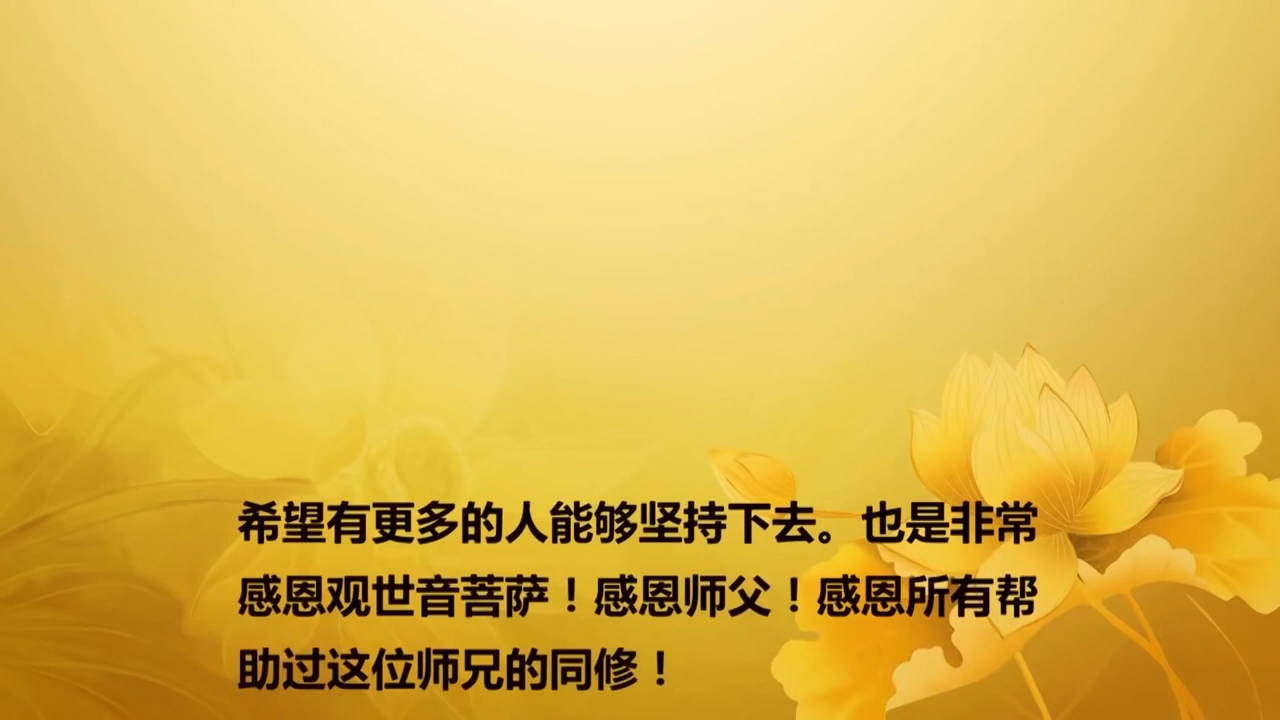 希望有更多的人能够坚持下去。也是非常
感恩观世音菩萨！感恩师父！感恩所有帮
助过这位师兄的同修！